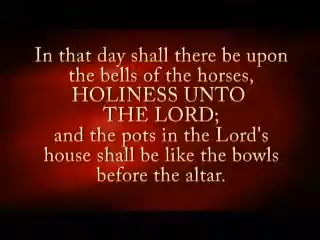 In that day shall there be upon
the bells of the horses,
HOLINESS UNTO
THE LORD;
and the pots in the Lord's
house shall be like the bowls
before the altar.